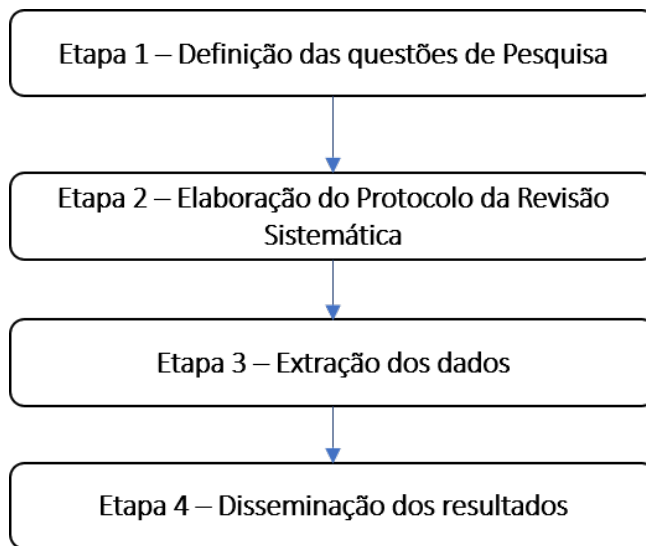 Etapa 1 – Definição das questões de Pesquisa
Etapa 2 – Elaboração do Protocolo da Revisão
Sistemática
Etapa 3 – Extração dos dados
Etapa 4 – Disseminação dos resultados